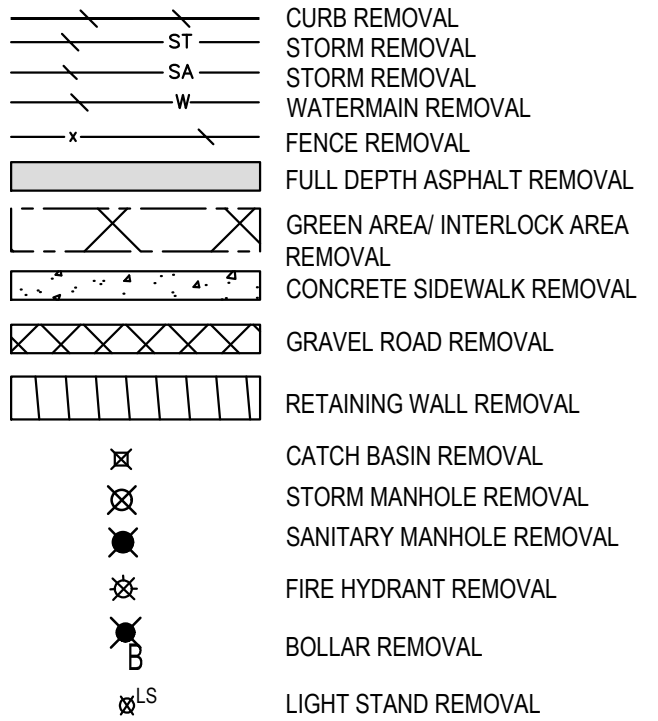 CURB REMOVAL
ST STORM REMOVAL
SA STORM REMOVAL
W WATERMAIN REMOVAL
x FENCE REMOVAL
FULL DEPTH ASPHALT REMOVAL
GREEN AREA/ INTERLOCK AREA
REMOVAL
CONCRETE SIDEWALK REMOVAL
GRAVEL ROAD REMOVAL
RETAINING WALL REMOVAL
CATCH BASIN REMOVAL
STORM MANHOLE REMOVAL
SANITARY MANHOLE REMOVAL
FIRE HYDRANT REMOVAL
B BOLLAR REMOVAL
LS LIGHT STAND REMOVAL